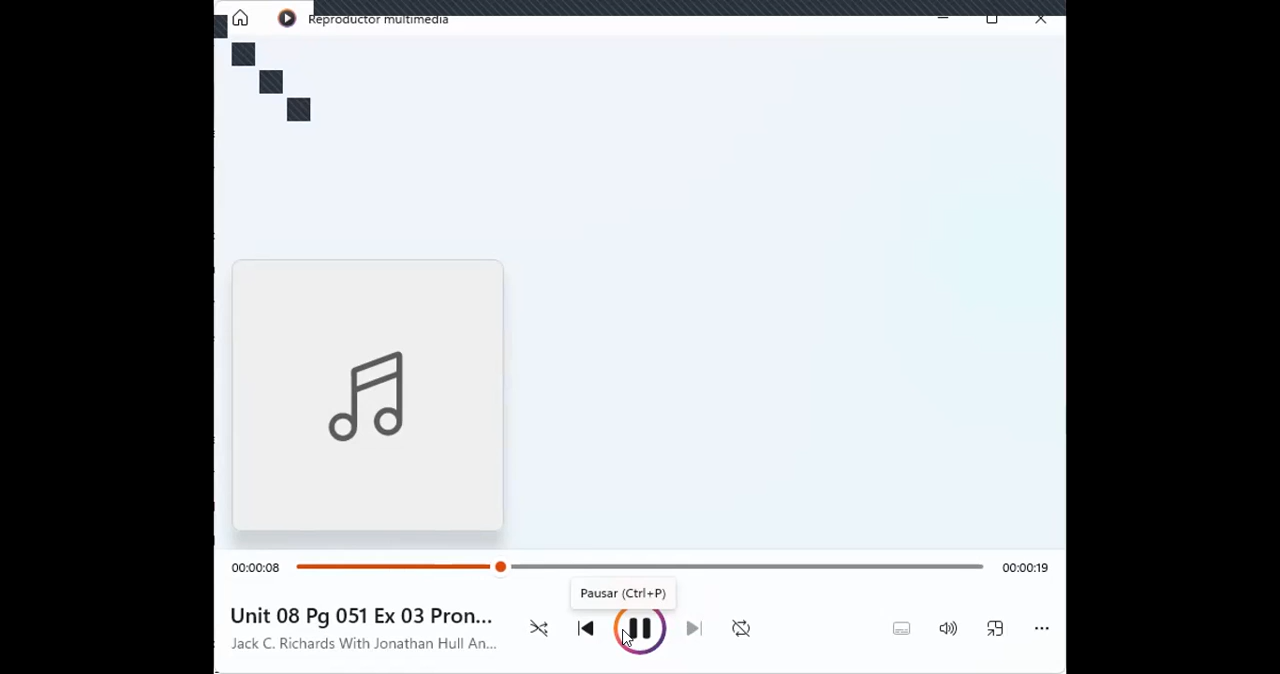 Reproductor multimedia
00:00:08
00:00:19
Pausar (Ctrl+P)
Unit 08 Pg 051 Ex 03 Pron...
Jack C. Richards With Jonathan Hull An...